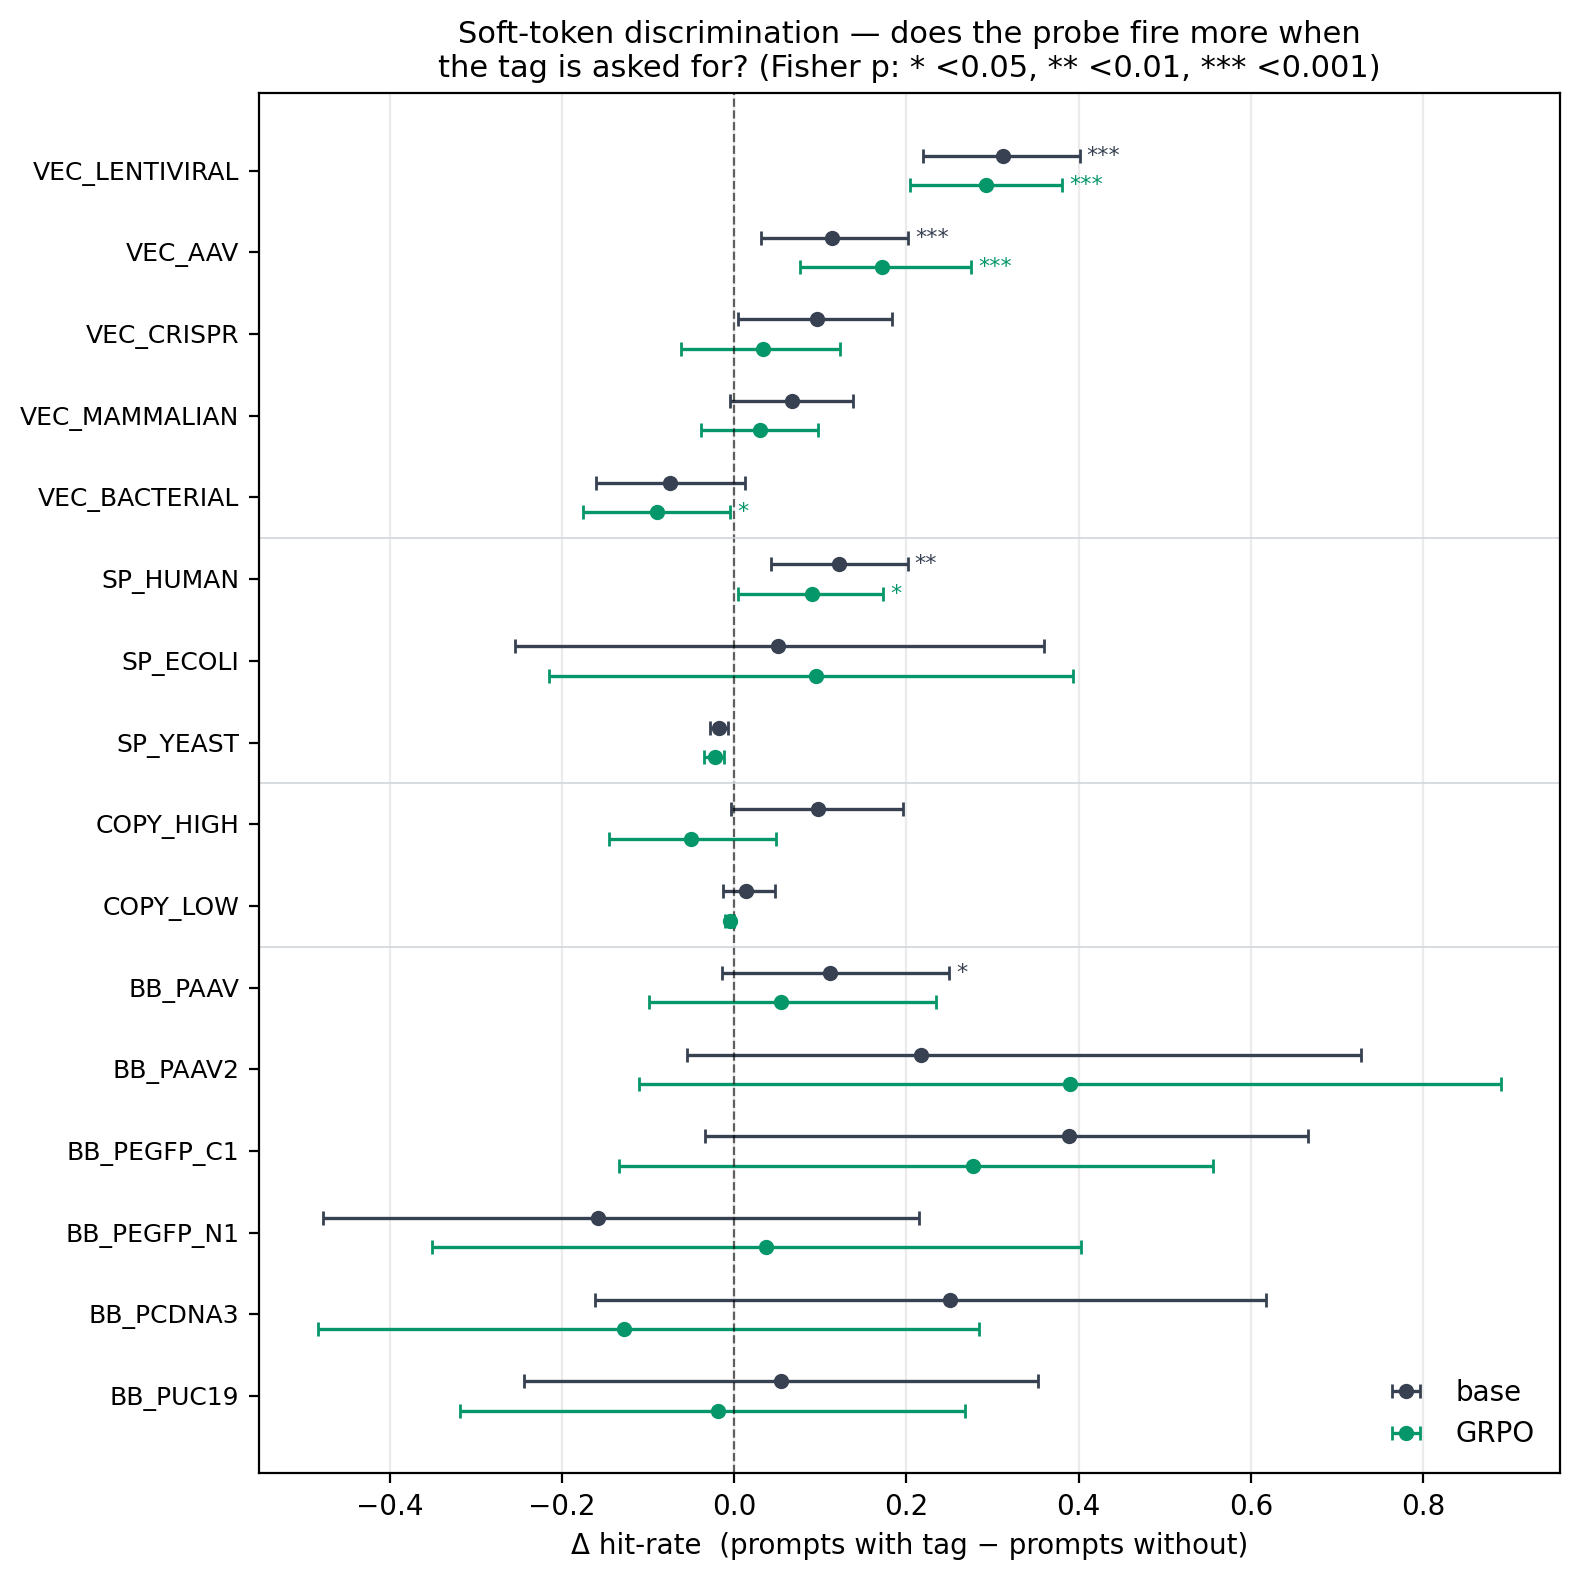 Soft-token discrimination — does the probe fire more when
the tag is asked for? (Fisher p: * <0.05, ** <0.01, *** <0.001)
VEC_LENTIVIRAL
***
***
VEC_AAV
***
***
VEC_CRISPR
VEC_MAMMALIAN
VEC_BACTERIAL
*
SP_HUMAN
**
*
SP_ECOLI
SP_YEAST
COPY_HIGH
COPY_LOW
BB_PAAV
*
BB_PAAV2
BB_PEGFP_C1
BB_PEGFP_N1
BB_PCDNA3
BB_PUC19
base
GRPO
−0.4 −0.2 0.0 0.2 0.4 0.6 0.8
Δ hit-rate (prompts with tag − prompts without)